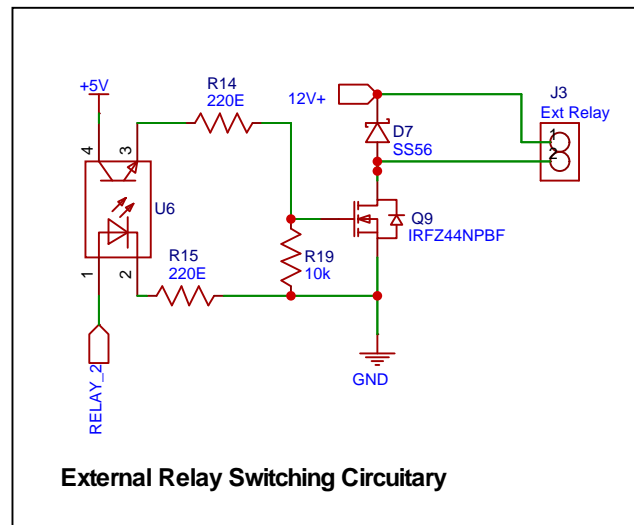 +5V
R14
220E
12V+
J3
Ext Relay
D7
SS56
1
2
4
3
U6
Q9
IRFZ44NPBF
R15
220E
R19
10k
1
2
GND
RELAY_2
External Relay Switching Circuitary